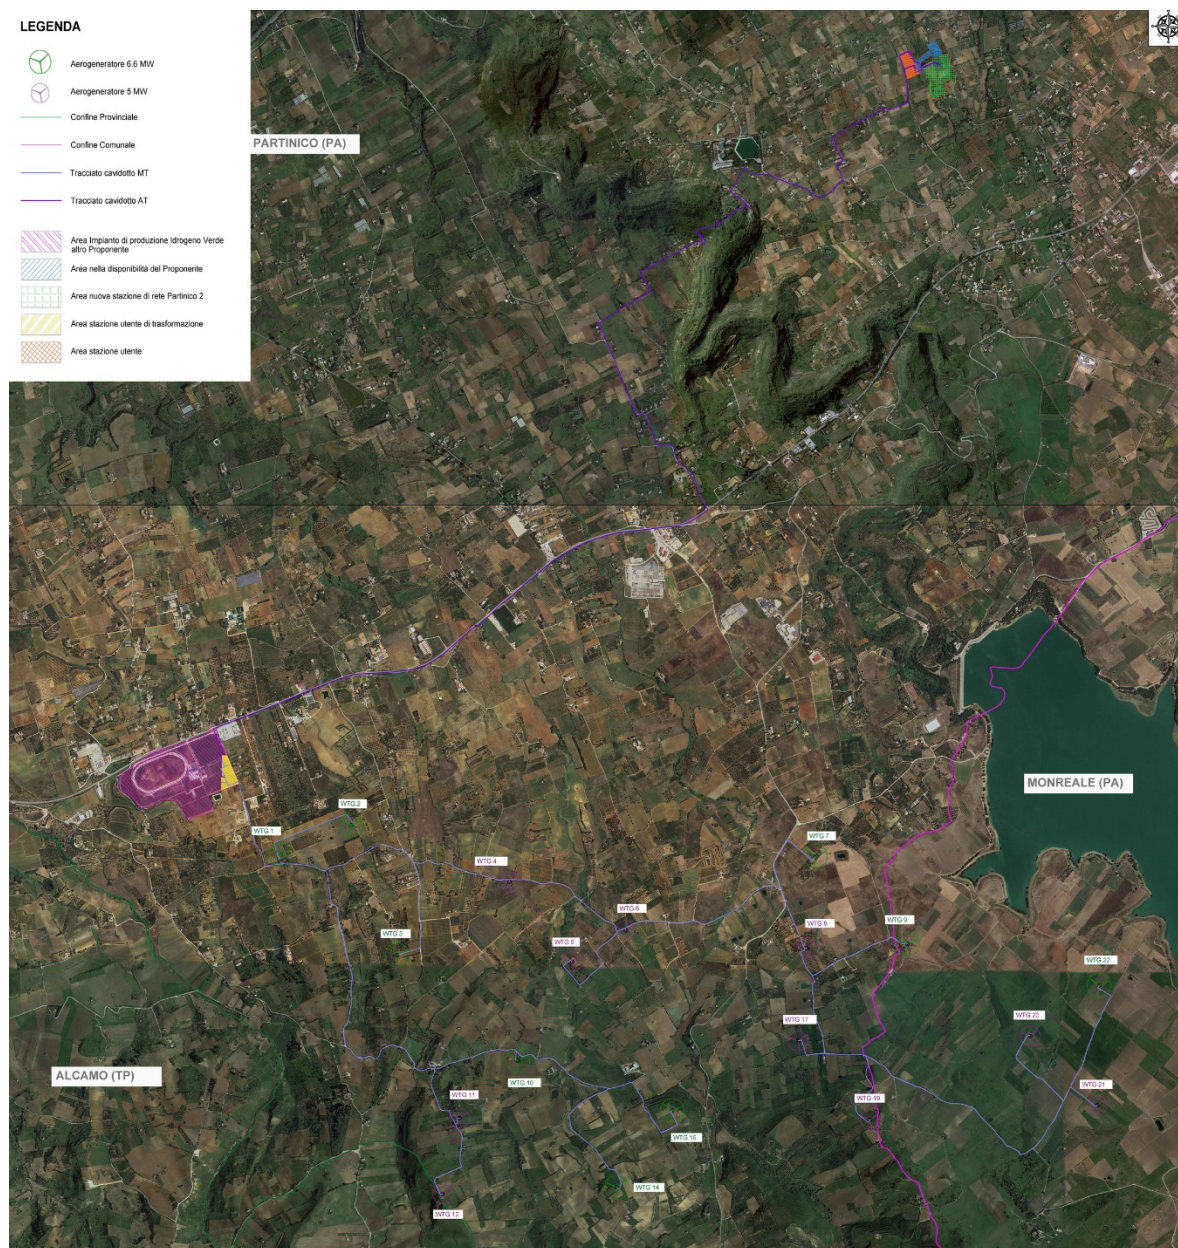 LEGENDA
Aerogeneratore 6.6 MW
Aerogeneratore 5 MW
Confine Provinciale
Confine Comunale
Tracciato cavidotto MT
Tracciato cavidotto AT
Area Impianto di produzione Idrogeno Verde
altro Proponente
Area nella disponibilità del Proponente
Area nuova stazione di rete Partinico 2
Area stazione utente di trasformazione
Area stazione utente
PARTINICO (PA)
MONREALE (PA)
WTG 2
WTG 1
WTG 7
WTG 4
WTG 6
WTG 9
WTG 8
WTG 3
WTG 5
WTG 22
WTG 20
WTG 17
ALCAMO (TP)
WTG 10
WTG 21
WTG 11
WTG 19
WTG 15
WTG 14
WTG 12